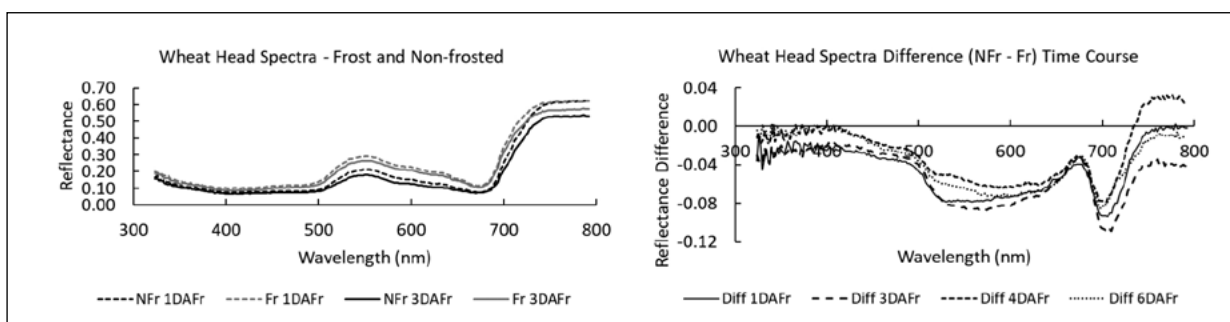 Wheat Head Spectra - Frost and Non-frosted
0.70
0.60
0.50
0.40
0.30
0.20
0.10
0.00
Reflectance
300 400 500 600 700 800
Wavelength (nm)
NFr 1DAFr Fr 1DAFr NFr 3DAFr Fr 3DAFr
Wheat Head Spectra Difference (NFr - Fr) Time Course
0.04
0.00
-0.04
-0.08
-0.12
Reflectance Difference
300 400 500 600 700 800
Wavelength (nm)
Diff 1DAFr Diff 3DAFr Diff 4DAFr Diff 6DAFr